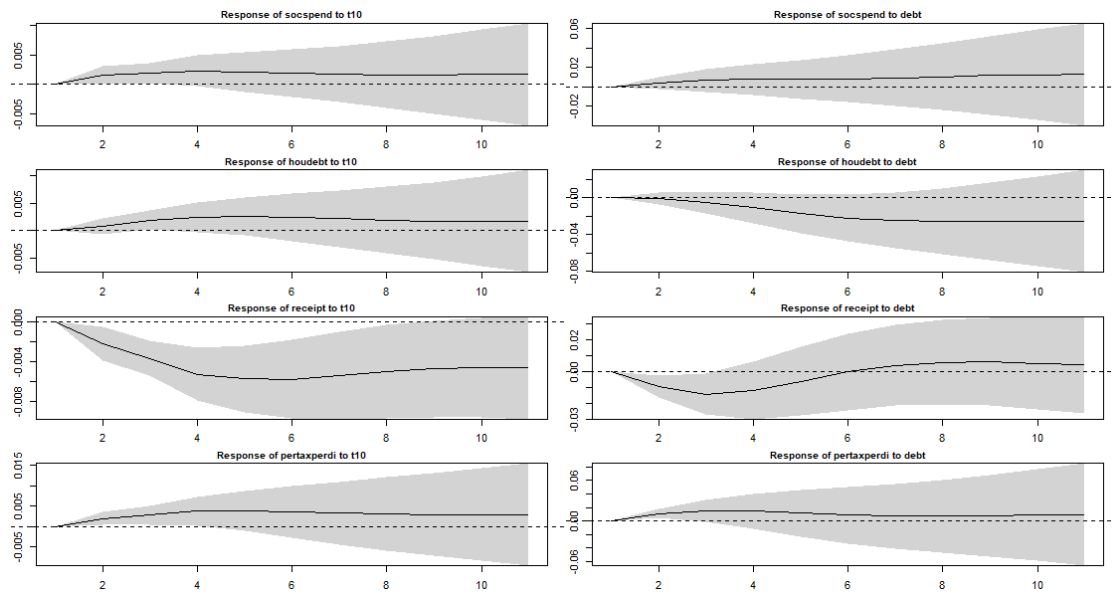 Response of socspend to t10
0.0005
-0.005
2 4 6 8 10
Response of socspend to debt
0.06
0.02
-0.02
2 4 6 8 10
Response of houdebt to t10
0.005
-0.005
2 4 6 8 10
Response of houdebt to debt
0.00
-0.04
-0.08
2 4 6 8 10
Response of receipt to t10
0.000
-0.004
-0.008
2 4 6 8 10
Response of receipt to debt
0.02
0.00
-0.03
2 4 6 8 10
Response of pertaxperdi to t10
0.015
0.005
-0.005
2 4 6 8 10
Response of pertaxperdi to debt
0.06
0.00
-0.06
2 4 6 8 10